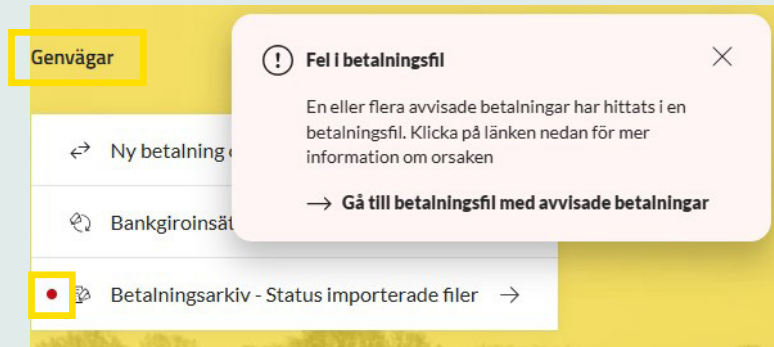 Genvägar
Fel i betalningsfil
En eller flera avvisade betalningar har hittats i en
betalningsfil. Klicka på länken nedan för mer
information om orsaken
Gå till betalningsfil med avvisade betalningar
Ny betalning
Bankgiroinsät
Betalningsarkiv - Status importerade filer